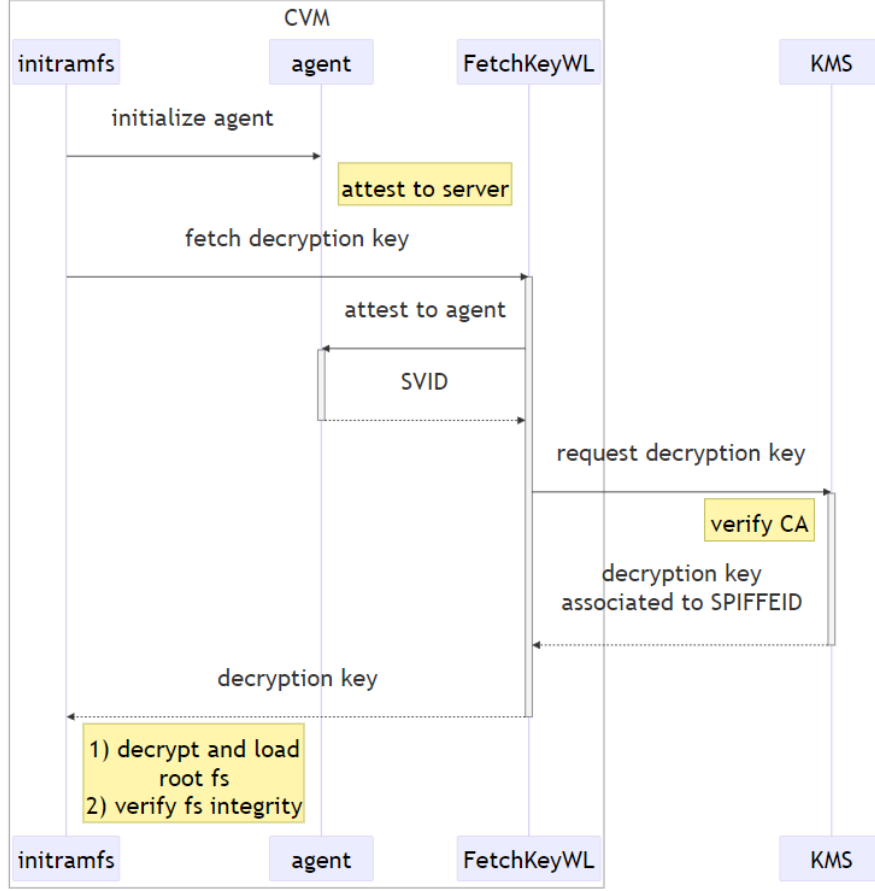 CVM
initramfs agent FetchKeyWL KMS
initialize agent
attest to server
fetch decryption key
attest to agent
SVID
request decryption key
verify CA
decryption key
associated to SPIFFEID
decryption key
1) decrypt and load
root fs
2) verify fs integrity
initramfs agent FetchKeyWL KMS